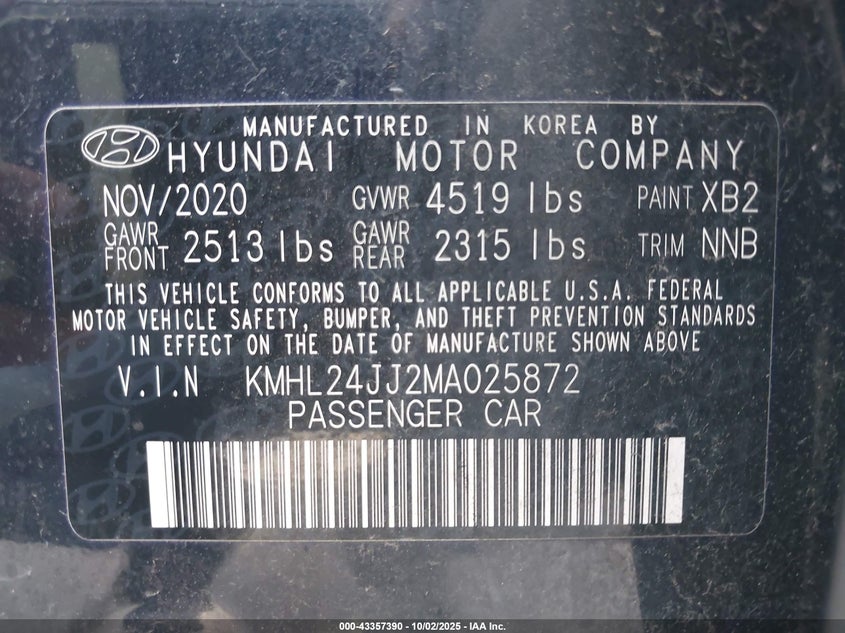 MANUFACTURED IN KOREA BY
HYUNDAI MOTOR COMPANY
NOV/2020 GVWR 4519 lbs PAINT XB2
GAWR FRONT 2513 lbs GAWR REAR 2315 lbs TRIM NNB
THIS VEHICLE CONFORMS TO ALL APPLICABLE U.S.A. FEDERAL
MOTOR VEHICLE SAFETY, BUMPER, AND THEFT PREVENTION STANDARDS
IN EFFECT ON THE DATE OF MANUFACTURE SHOWN ABOVE
V.I.N KMHL24JJ2MA025872
PASSENGER CAR
000-43357390 - 10/02/2025 - IAA Inc.